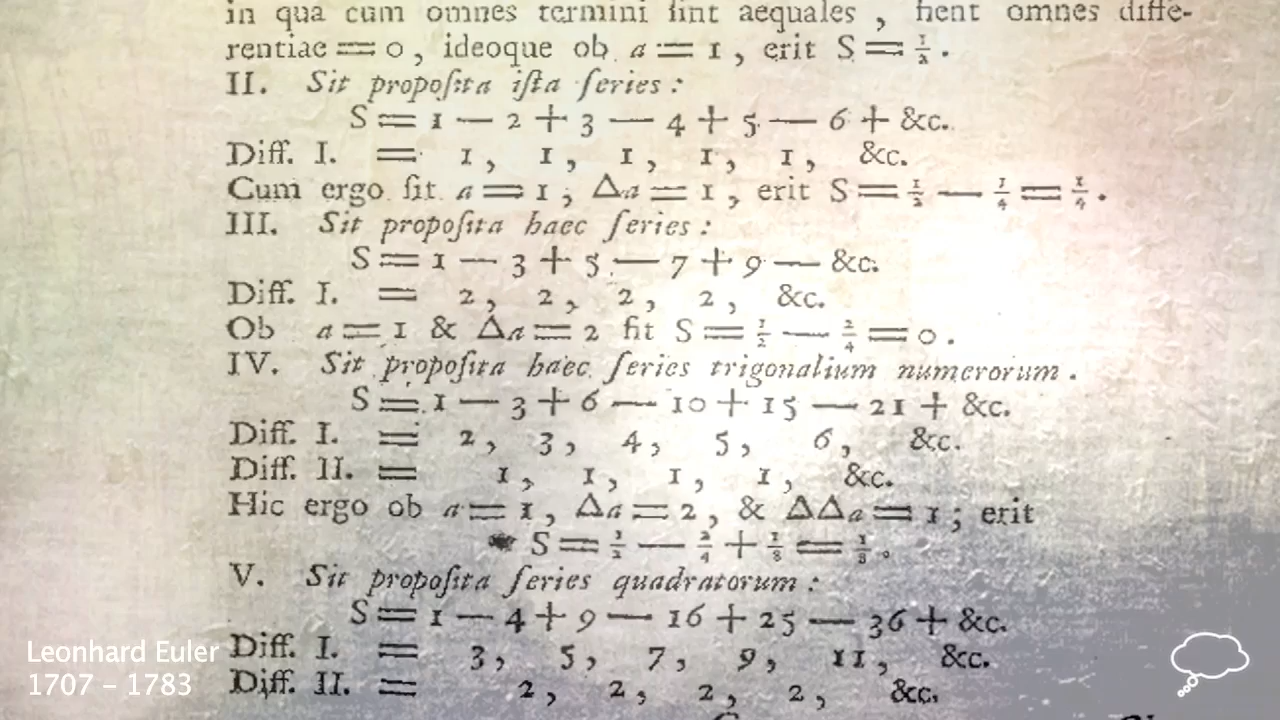 in qua cum omnes termini ſint aequales , fient omnes diffe-
rentiae = 0 , ideoque ob a = 1 , erit S = 1/2 .
II. Sit propoſita iſta ſeries :
S = 1 — 2 + 3 — 4 + 5 — 6 + &c.
Diff. I. = 1 , 1 , 1 , 1 , 1 , &c.
Cum ergo ſit a = 1 ; Δa = 1 , erit S = 1/2 — 1/4 = 1/4 .
III. Sit propoſita haec ſeries :
S = 1 — 3 + 5 — 7 + 9 — &c.
Diff. I. = 2 , 2 , 2 , 2 , &c.
Ob a = 1 & Δa = 2 fit S = 1/2 — 2/4 = 0 .
IV. Sit propoſita haec ſeries trigonalium numerorum .
S = 1 — 3 + 6 — 10 + 15 — 21 + &c.
Diff. I. = 2 , 3 , 4 , 5 , 6 , &c.
Diff. II. = 1 , 1 , 1 , 1 , &c.
Hic ergo ob a = 1 , Δa = 2 , & ΔΔa = 1 ; erit
S = 1/2 — 2/4 + 1/8 = 1/8 .
V. Sit propoſita ſeries quadratorum :
S = 1 — 4 + 9 — 16 + 25 — 36 + &c.
Diff. I. = 3 , 5 , 7 , 9 , 11 , &c.
Diff. II. = 2 , 2 , 2 , 2 , &c.
Leonhard Euler
1707 – 1783